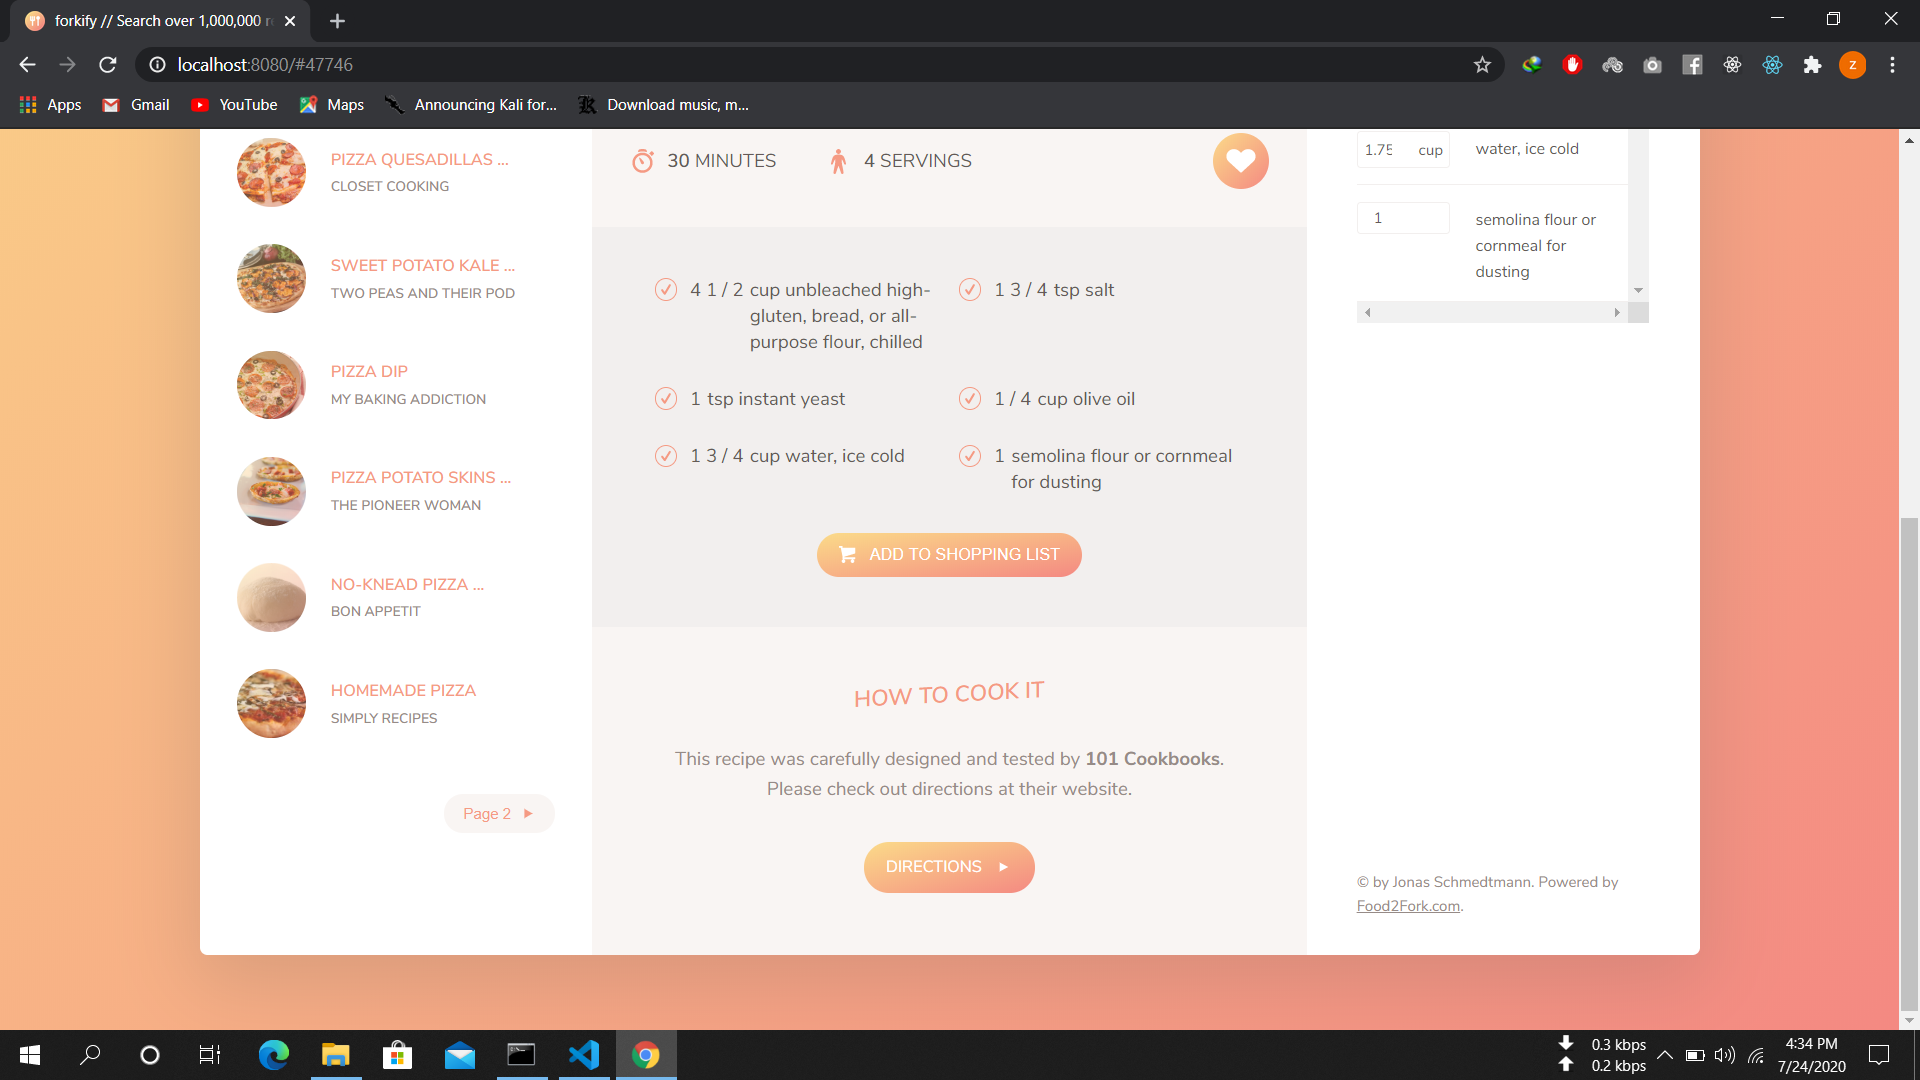 forkify // Search over 1,000,000
localhost:8080/#47746
z
Apps
Gmail
YouTube
Maps
Announcing Kali for...
Download music, m...
PIZZA QUESADILLAS ...
CLOSET COOKING
SWEET POTATO KALE ...
TWO PEAS AND THEIR POD
PIZZA DIP
MY BAKING ADDICTION
PIZZA POTATO SKINS ...
THE PIONEER WOMAN
NO-KNEAD PIZZA ...
BON APPETIT
HOMEMADE PIZZA
SIMPLY RECIPES
Page 2
30 MINUTES
4 SERVINGS
4 1 / 2 cup unbleached high-
gluten, bread, or all-
purpose flour, chilled
1 3 / 4 tsp salt
1 tsp instant yeast
1 / 4 cup olive oil
1 3 / 4 cup water, ice cold
1 semolina flour or cornmeal
for dusting
ADD TO SHOPPING LIST
HOW TO COOK IT
This recipe was carefully designed and tested by 101 Cookbooks.
Please check out directions at their website.
DIRECTIONS
1.75 cup water, ice cold
1 semolina flour or
cornmeal for
dusting
© by Jonas Schmedtmann. Powered by
Food2Fork.com.
0.3 kbps
0.2 kbps
4:34 PM
7/24/2020